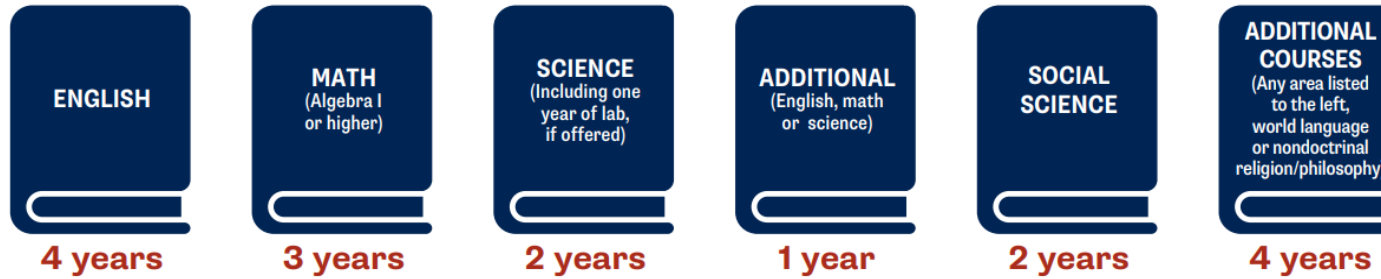 ENGLISH
4 years
MATH
(Algebra I
or higher)
3 years
SCIENCE
(Including one
year of lab,
if offered)
2 years
ADDITIONAL
(English, math
or science)
1 year
SOCIAL
SCIENCE
2 years
ADDITIONAL
COURSES
(Any area listed
to the left,
world language
or nondoctrinal
religion/philosophy
4 years